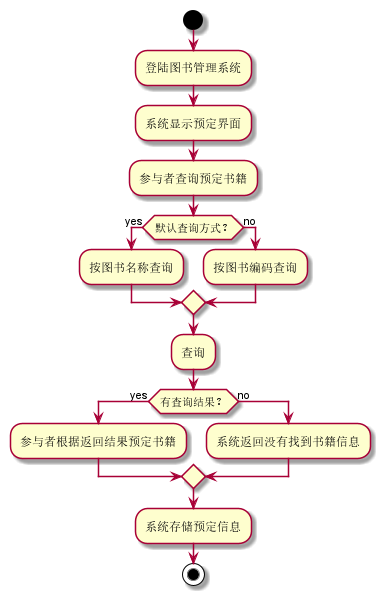 登陆图书管理系统
系统显示预定界面
参与者查询预定书籍
yes
默认查询方式？
no
按图书名称查询
按图书编码查询
查询
yes
有查询结果？
no
参与者根据返回结果预定书籍
系统返回没有找到书籍信息
系统存储预定信息